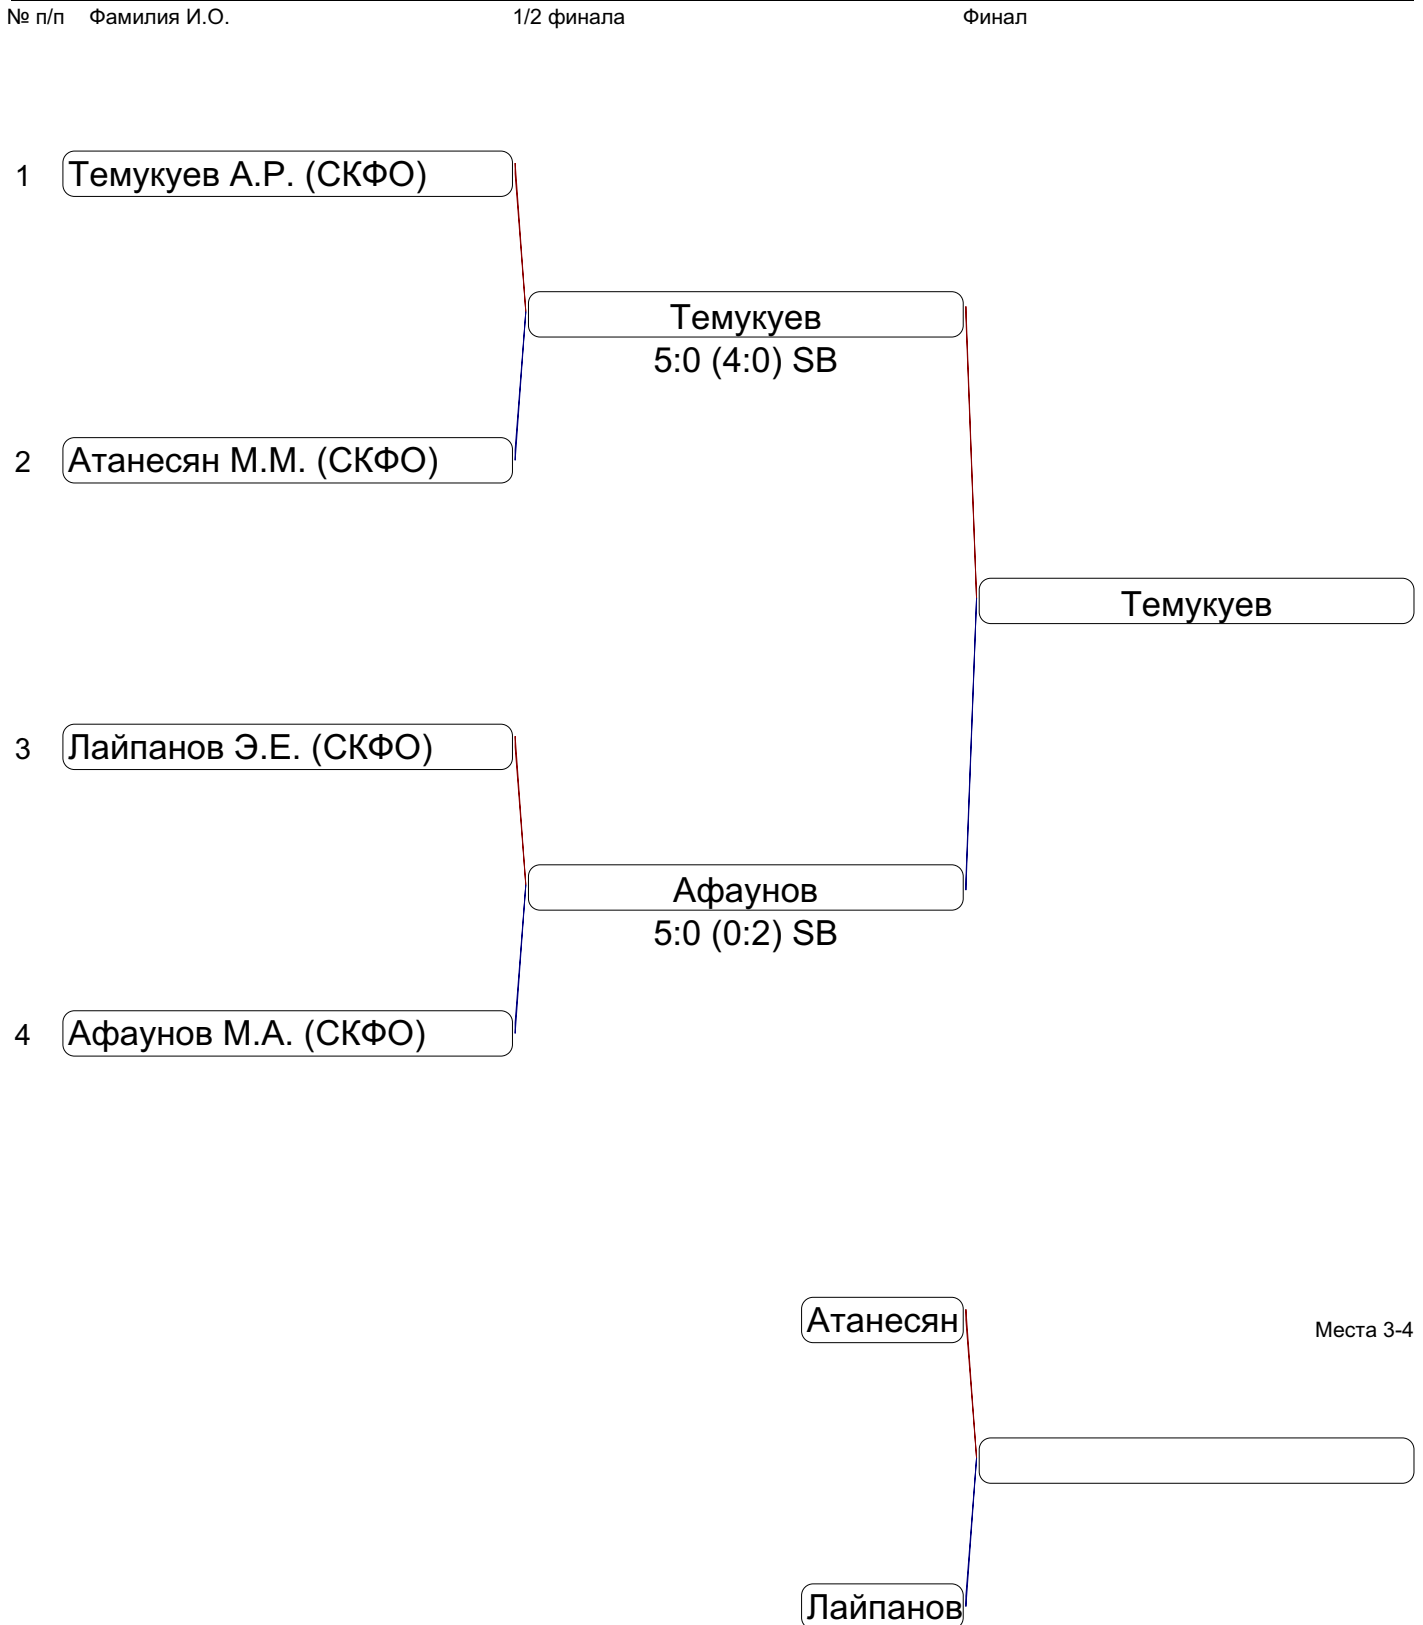 № п/п Фамилия И.О. 1/2 финала Финал
1 Темукуев А.Р. (СКФО)
Темукуев
5:0 (4:0) SB
2 Атанесян М.М. (СКФО)
Темукуев
3 Лайпанов Э.Е. (СКФО)
Афаунов
5:0 (0:2) SB
4 Афаунов М.А. (СКФО)
Атанесян
Места 3-4
Лайпанов